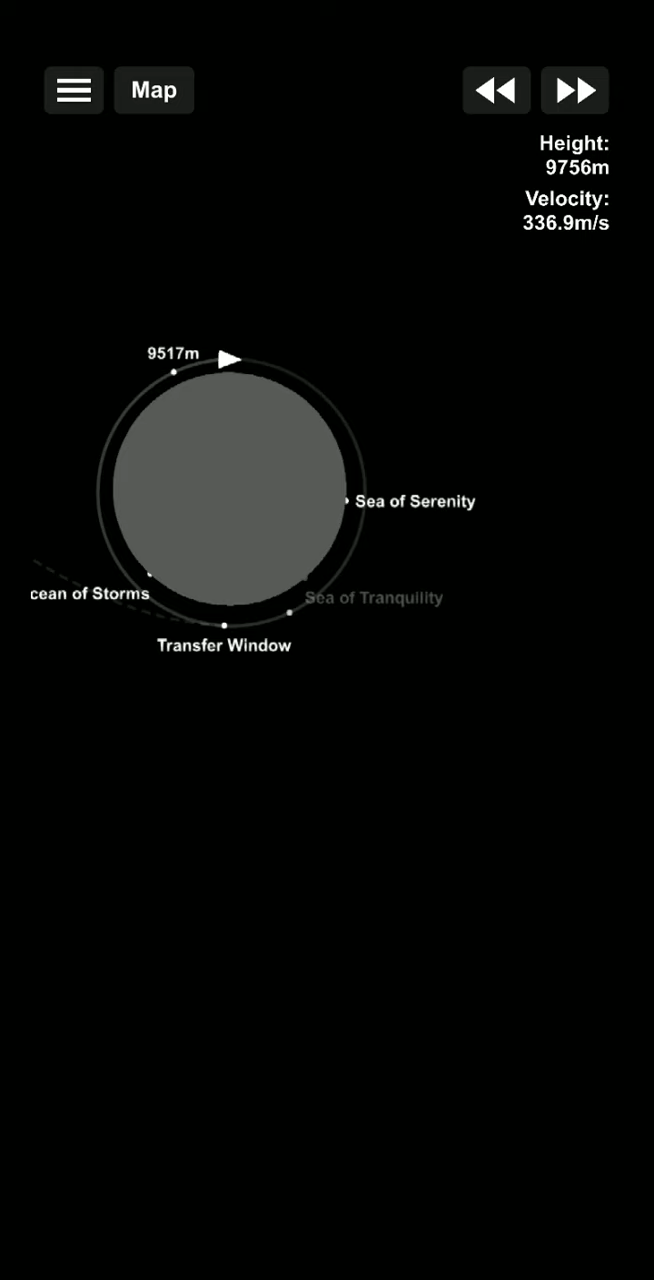 Map
Height:
9756m
Velocity:
336.9m/s
9517m
Sea of Serenity
cean of Storms
Sea of Tranquility
Transfer Window